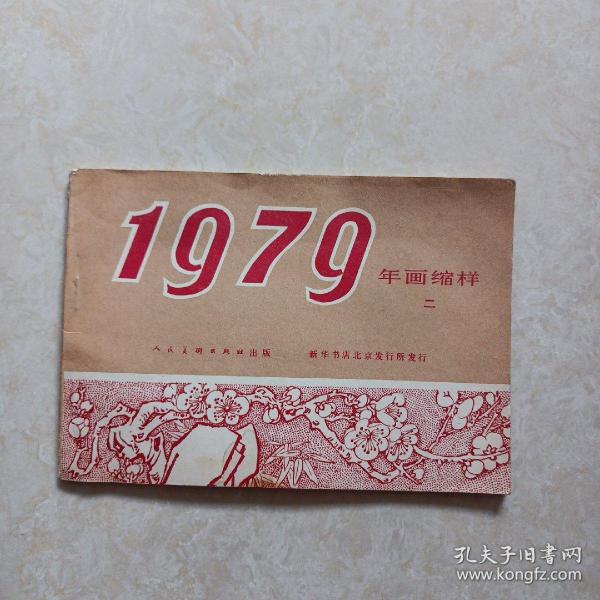 1979
年画缩样
二
人民美术出版社出版 新华书店北京发行所发行
孔夫子旧书网
www.kongfz.com